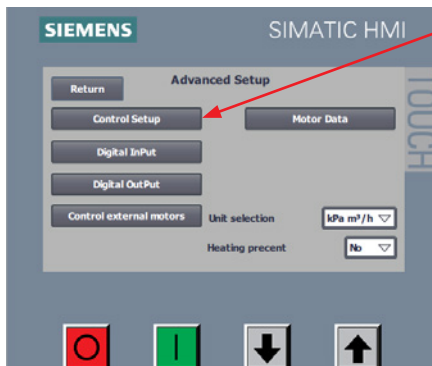 SIEMENS
SIMATIC HMI
TOUCH
Advanced Setup
Return
Control Setup
Motor Data
Digital InPut
Digital OutPut
Control external motors
Unit selection
kPa m³/h
Heating precent
No